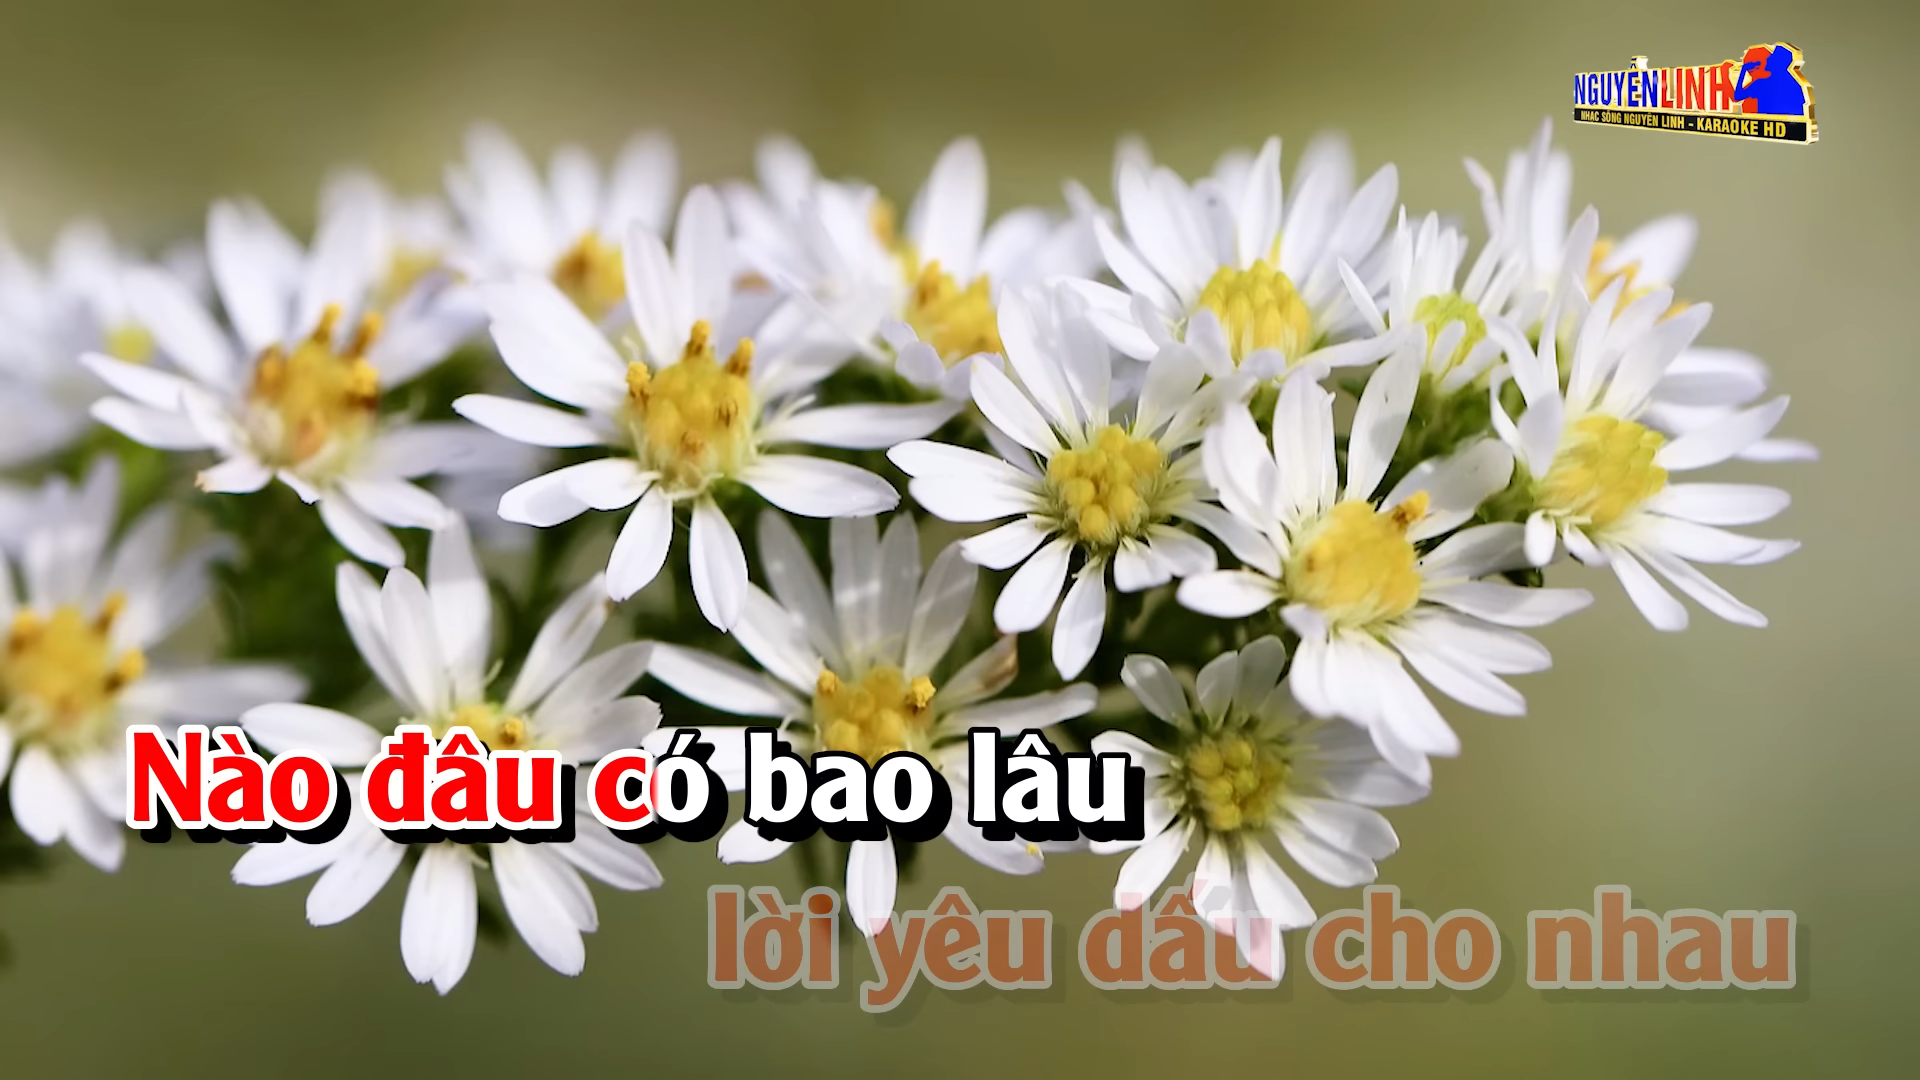 NGUYỄN LINH
NHẠC SỐNG NGUYỄN LINH - KARAOKE HD
Nào đâu có bao lâu
lời yêu dấu cho nhau